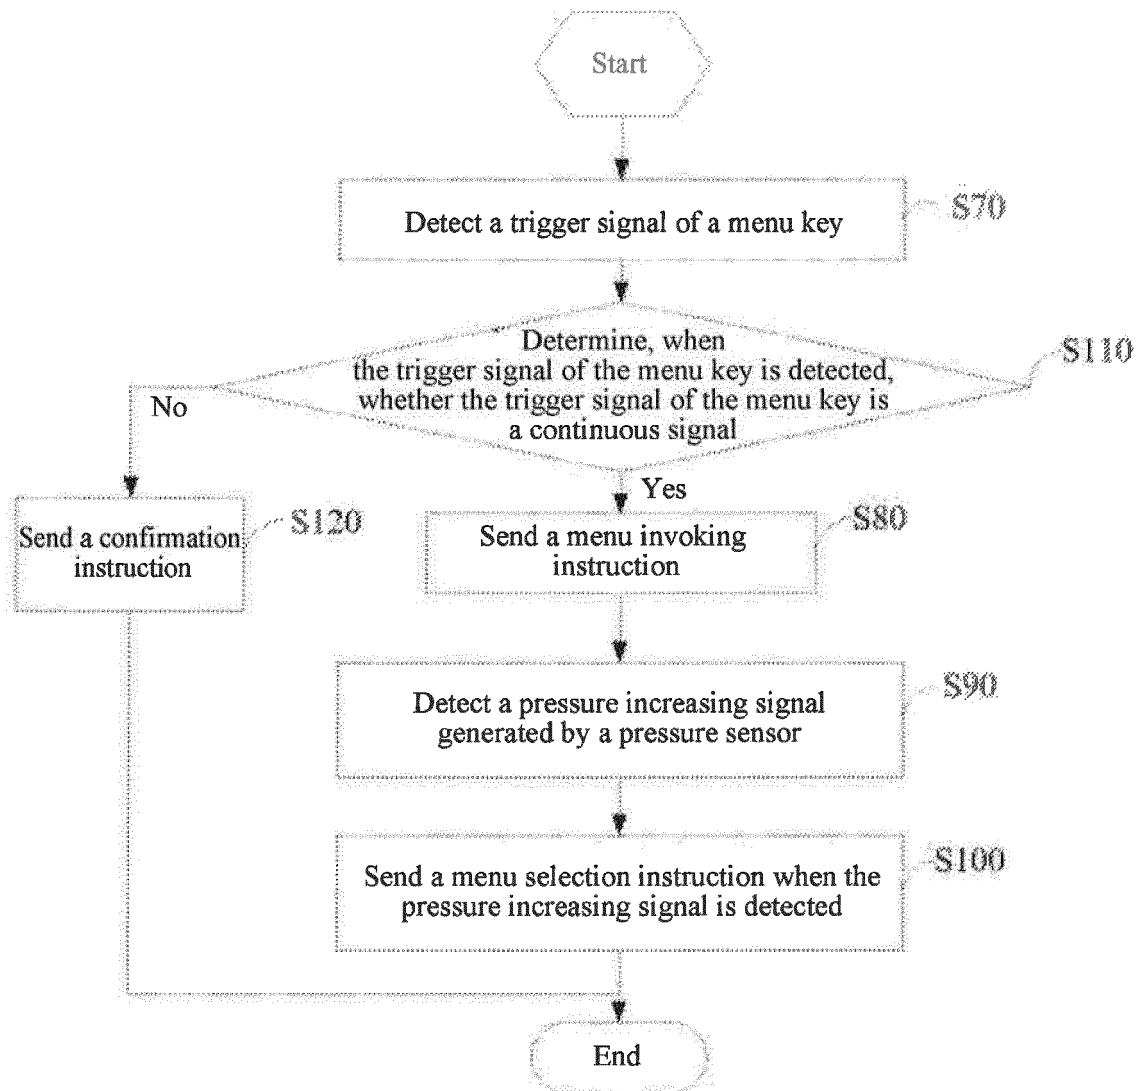 Start
Detect a trigger signal of a menu key
S70
Determine, when
the trigger signal of the menu key is detected,
whether the trigger signal of the menu key is
a continuous signal
S110
No
Yes
Send a confirmation
instruction
S120
Send a menu invoking
instruction
S80
Detect a pressure increasing signal
generated by a pressure sensor
S90
Send a menu selection instruction when the
pressure increasing signal is detected
S100
End